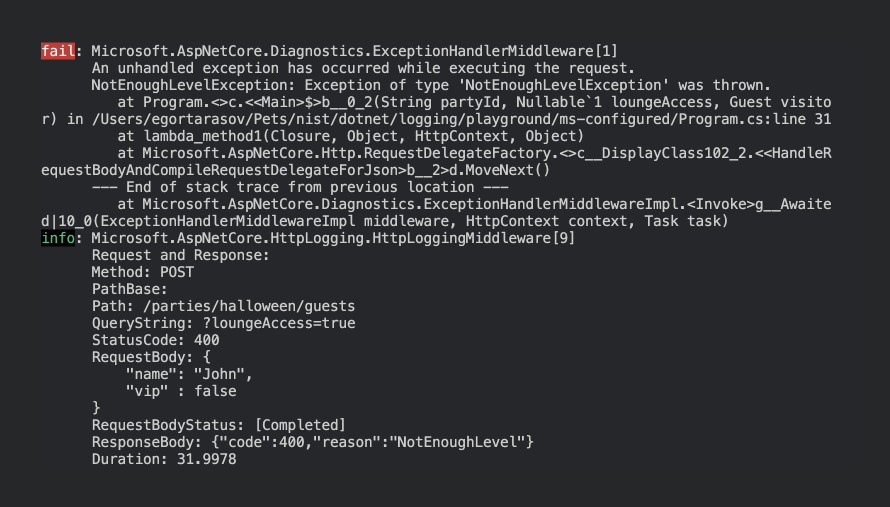 fail: Microsoft.AspNetCore.Diagnostics.ExceptionHandlerMiddleware[1]
      An unhandled exception has occurred while executing the request.
      NotEnoughLevelException: Exception of type 'NotEnoughLevelException' was thrown.
         at Program.<>c.<<Main>$>b__0_2(String partyId, Nullable`1 loungeAccess, Guest visito
r) in /Users/egortarasov/Pets/nist/dotnet/logging/playground/ms-configured/Program.cs:line 31
         at lambda_method1(Closure, Object, HttpContext, Object)
         at Microsoft.AspNetCore.Http.RequestDelegateFactory.<>c__DisplayClass102_2.<<HandleR
equestBodyAndCompileRequestDelegateForJson>b__2>d.MoveNext()
      --- End of stack trace from previous location ---
         at Microsoft.AspNetCore.Diagnostics.ExceptionHandlerMiddlewareImpl.<Invoke>g__Awaite
d|10_0(ExceptionHandlerMiddlewareImpl middleware, HttpContext context, Task task)
info: Microsoft.AspNetCore.HttpLogging.HttpLoggingMiddleware[9]
      Request and Response:
      Method: POST
      PathBase:
      Path: /parties/halloween/guests
      QueryString: ?loungeAccess=true
      StatusCode: 400
      RequestBody: {
          "name": "John",
          "vip" : false
      }
      RequestBodyStatus: [Completed]
      ResponseBody: {"code":400,"reason":"NotEnoughLevel"}
      Duration: 31.9978